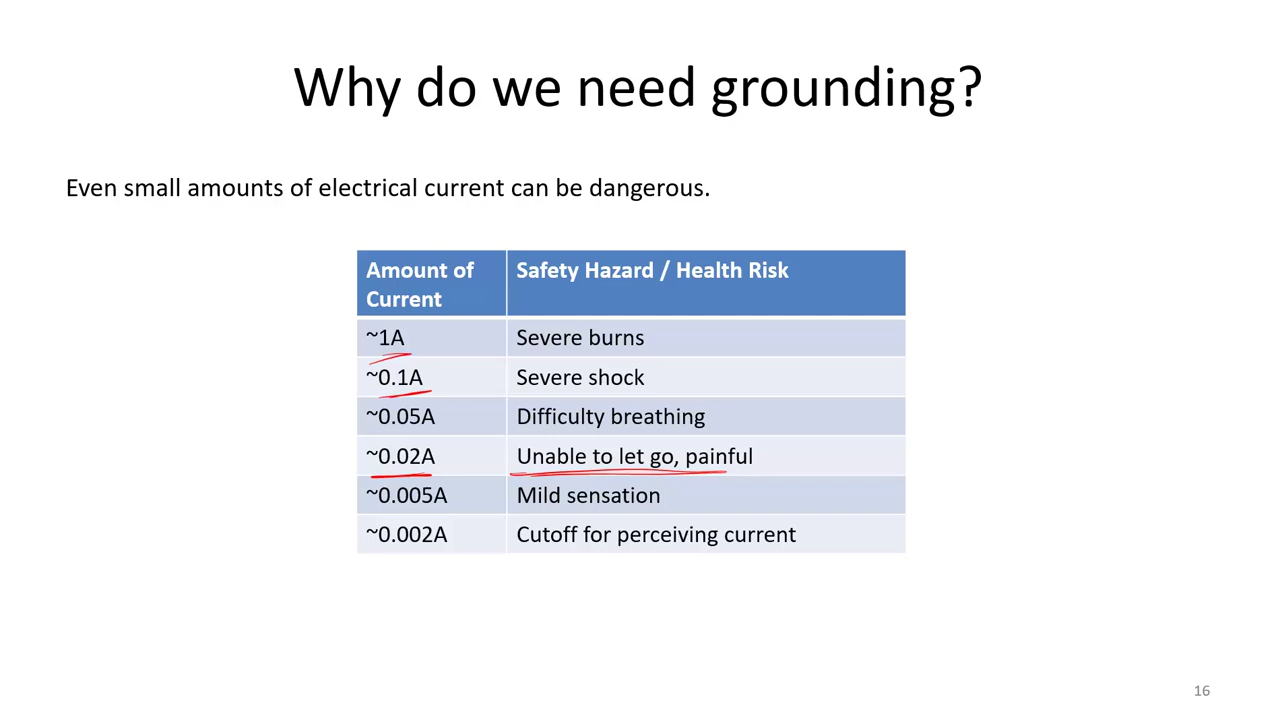 Why do we need grounding?
Even small amounts of electrical current can be dangerous.
Amount of Current
Safety Hazard / Health Risk
~1A Severe burns
~0.1A Severe shock
~0.05A Difficulty breathing
~0.02A Unable to let go, painful
~0.005A Mild sensation
~0.002A Cutoff for perceiving current
16